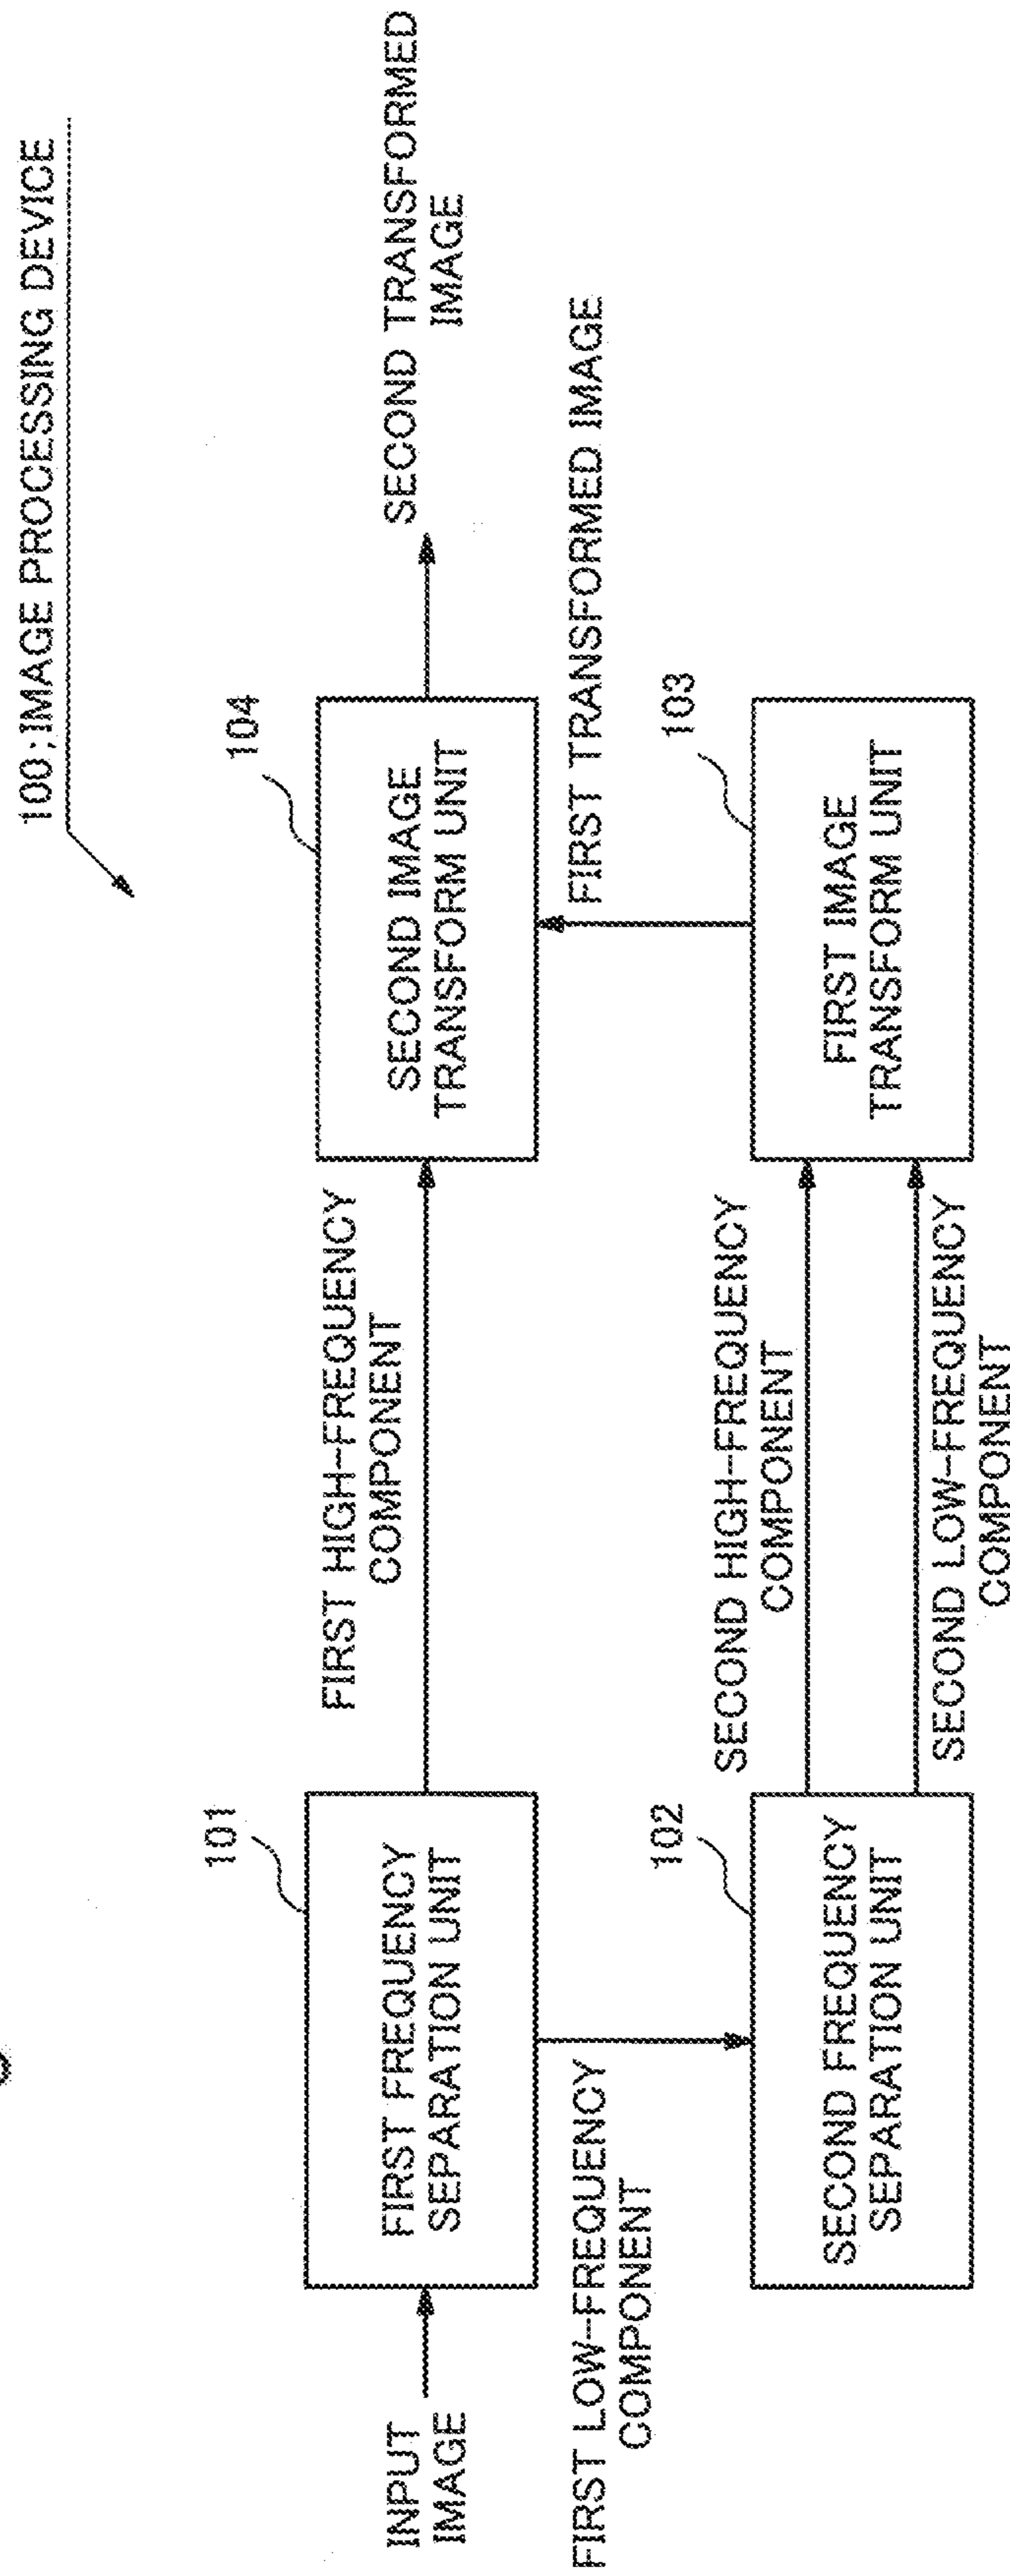 100 ; IMAGE PROCESSING DEVICE
INPUT
IMAGE
101
FIRST FREQUENCY
SEPARATION UNIT
FIRST HIGH-FREQUENCY
COMPONENT
104
SECOND IMAGE
TRANSFORM UNIT
SECOND TRANSFORMED
IMAGE
FIRST LOW-FREQUENCY
COMPONENT
FIRST TRANSFORMED IMAGE
102
SECOND FREQUENCY
SEPARATION UNIT
SECOND HIGH-FREQUENCY
COMPONENT
SECOND LOW-FREQUENCY
COMPONENT
103
FIRST IMAGE
TRANSFORM UNIT